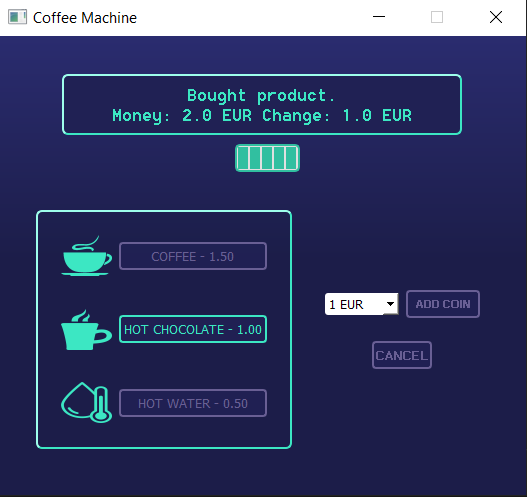 Coffee Machine
Bought product.
Money: 2.0 EUR Change: 1.0 EUR
COFFEE - 1.50
HOT CHOCOLATE - 1.00
1 EUR
ADD COIN
CANCEL
HOT WATER - 0.50